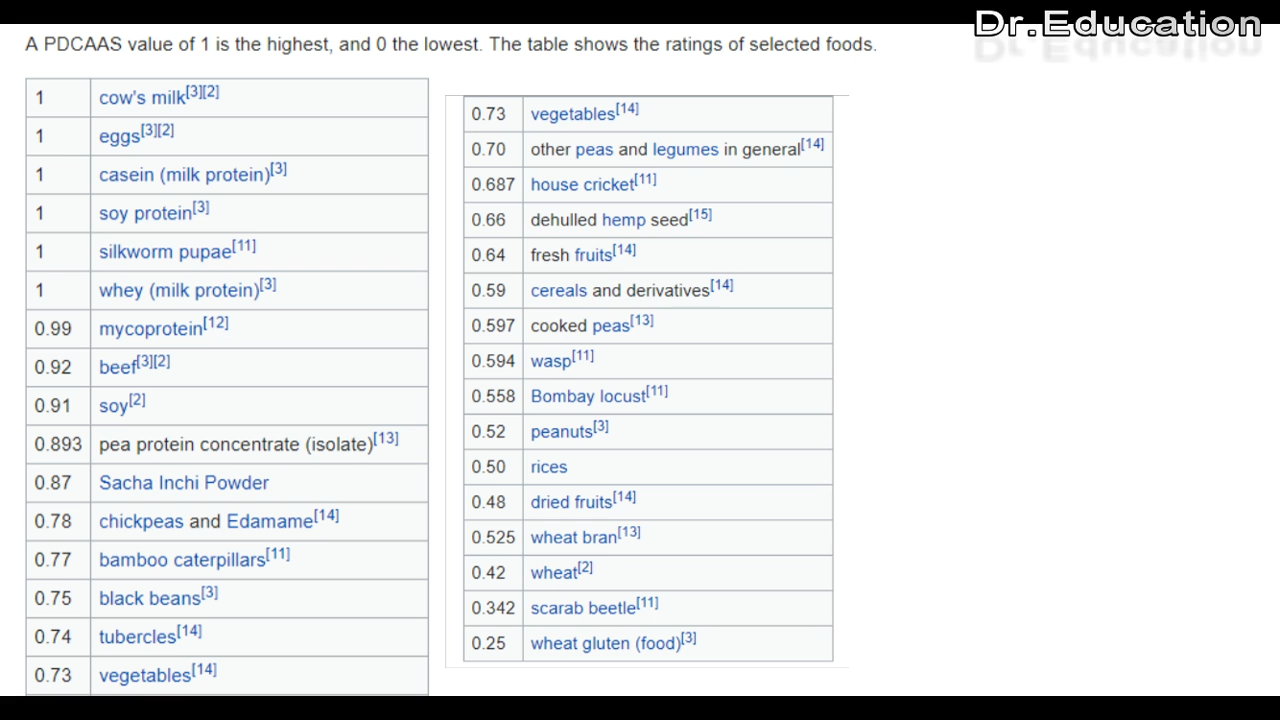 Dr.Education
A PDCAAS value of 1 is the highest, and 0 the lowest. The table shows the ratings of selected foods.
1 cow's milk[3][2]
1 eggs[3][2]
1 casein (milk protein)[3]
1 soy protein[3]
1 silkworm pupae[11]
1 whey (milk protein)[3]
0.99 mycoprotein[12]
0.92 beef[3][2]
0.91 soy[2]
0.893 pea protein concentrate (isolate)[13]
0.87 Sacha Inchi Powder
0.78 chickpeas and Edamame[14]
0.77 bamboo caterpillars[11]
0.75 black beans[3]
0.74 tubercles[14]
0.73 vegetables[14]
0.73 vegetables[14]
0.70 other peas and legumes in general[14]
0.687 house cricket[11]
0.66 dehulled hemp seed[15]
0.64 fresh fruits[14]
0.59 cereals and derivatives[14]
0.597 cooked peas[13]
0.594 wasp[11]
0.558 Bombay locust[11]
0.52 peanuts[3]
0.50 rices
0.48 dried fruits[14]
0.525 wheat bran[13]
0.42 wheat[2]
0.342 scarab beetle[11]
0.25 wheat gluten (food)[3]